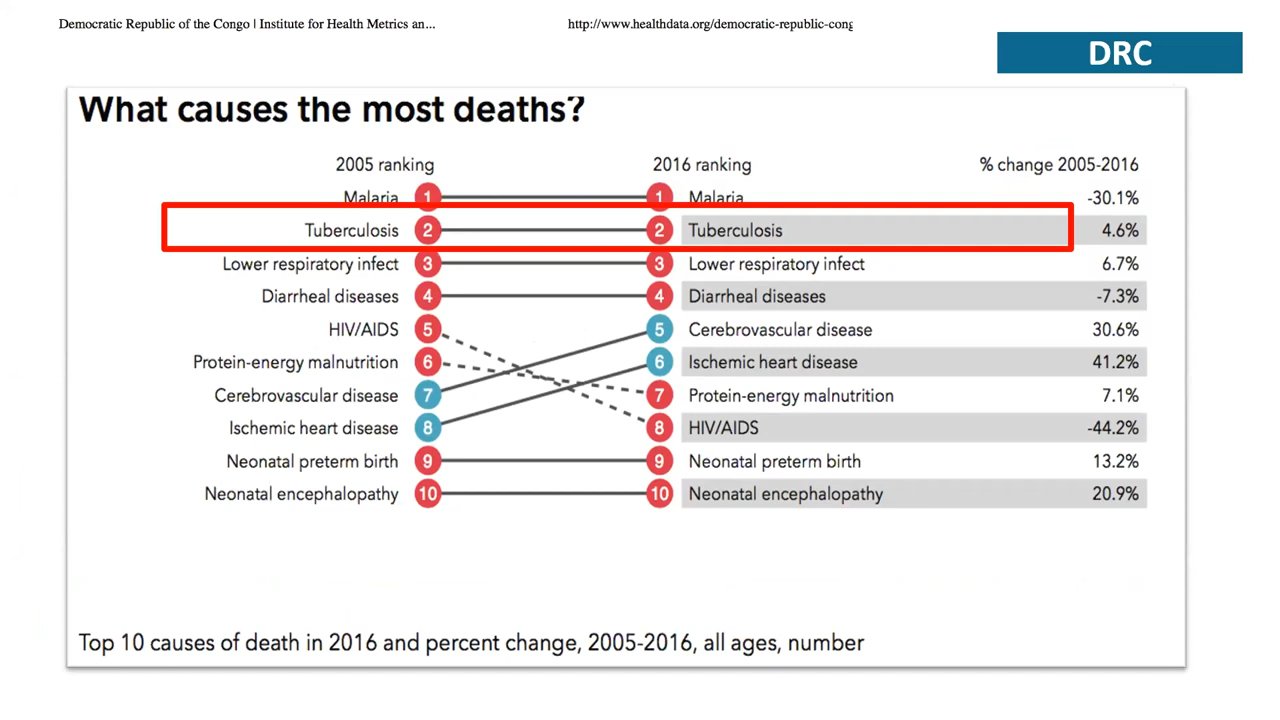 Democratic Republic of the Congo | Institute for Health Metrics an...
http://www.healthdata.org/democratic-republic-cong
DRC
What causes the most deaths?
2005 ranking 2016 ranking % change 2005-2016
Malaria 1 1 Malaria -30.1%
Tuberculosis 2 2 Tuberculosis 4.6%
Lower respiratory infect 3 3 Lower respiratory infect 6.7%
Diarrheal diseases 4 4 Diarrheal diseases -7.3%
HIV/AIDS 5 5 Cerebrovascular disease 30.6%
Protein-energy malnutrition 6 6 Ischemic heart disease 41.2%
Cerebrovascular disease 7 7 Protein-energy malnutrition 7.1%
Ischemic heart disease 8 8 HIV/AIDS -44.2%
Neonatal preterm birth 9 9 Neonatal preterm birth 13.2%
Neonatal encephalopathy 10 10 Neonatal encephalopathy 20.9%
Top 10 causes of death in 2016 and percent change, 2005-2016, all ages, number